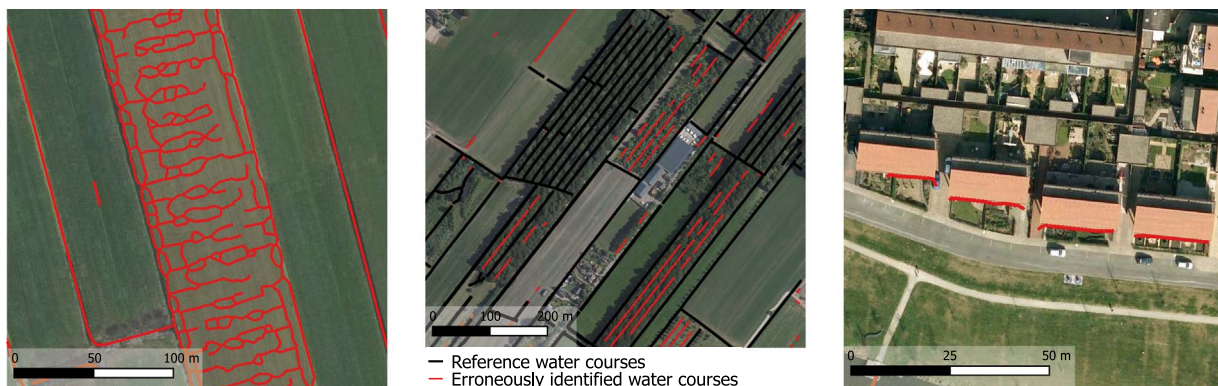 0 50 100 m
0 100 200 m
Reference water courses
Erroneously identified water courses
0 25 50 m